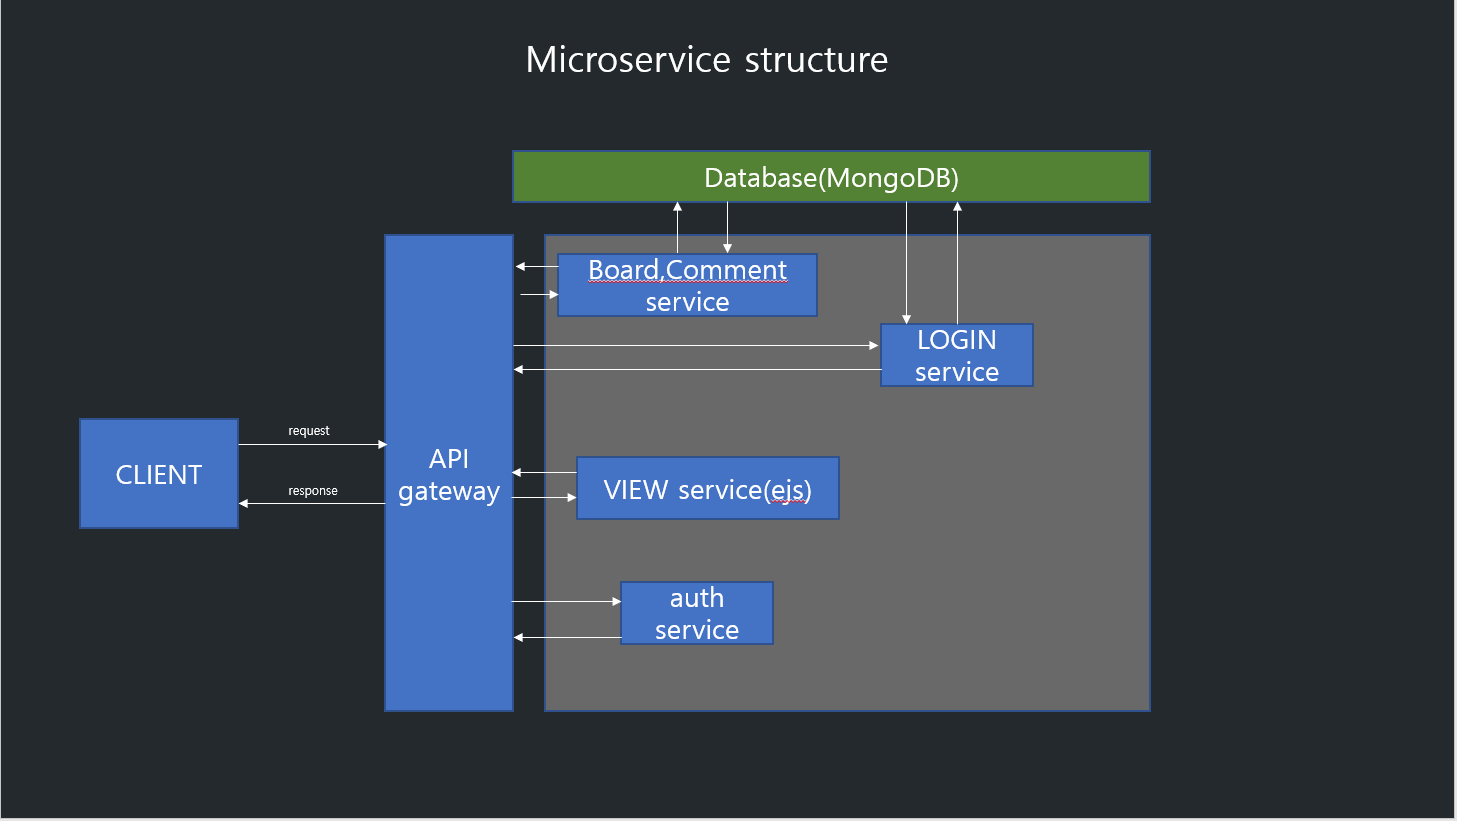 Microservice structure
Database(MongoDB)
Board,Comment
service
LOGIN
service
request
CLIENT
response
API
gateway
VIEW service(ejs)
auth
service